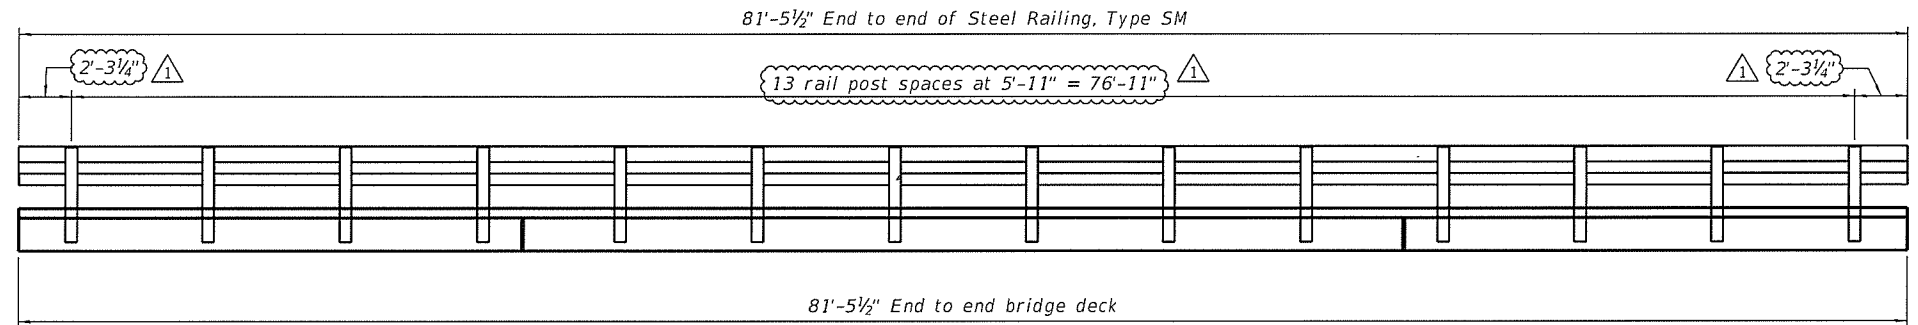 81'-5½" End to end of Steel Railing, Type SM
2'-3¼" 1
13 rail post spaces at 5'-11" = 76'-11" 1
1 2'-3¼"
81'-5½" End to end bridge deck